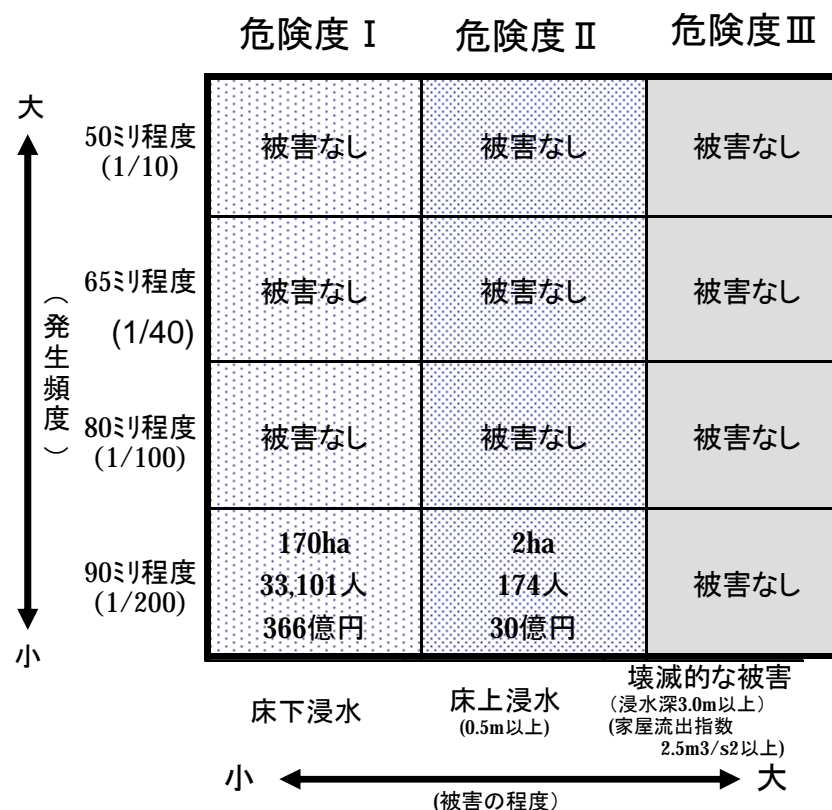 危険度Ⅰ 危険度Ⅱ 危険度Ⅲ
大
50ミリ程度 被害なし 被害なし 被害なし
(1/10)
65ミリ程度 被害なし 被害なし 被害なし
(1/40)
（発生頻度）
80ミリ程度 被害なし 被害なし 被害なし
(1/100)
90ミリ程度
(1/200)
170ha
33,101人
366億円
2ha
174人
30億円
被害なし
小
床下浸水
床上浸水
(0.5m以上)
壊滅的な被害
（浸水深3.0m以上）
(家屋流出指数
2.5m3/s2以上)
小 大
(被害の程度）